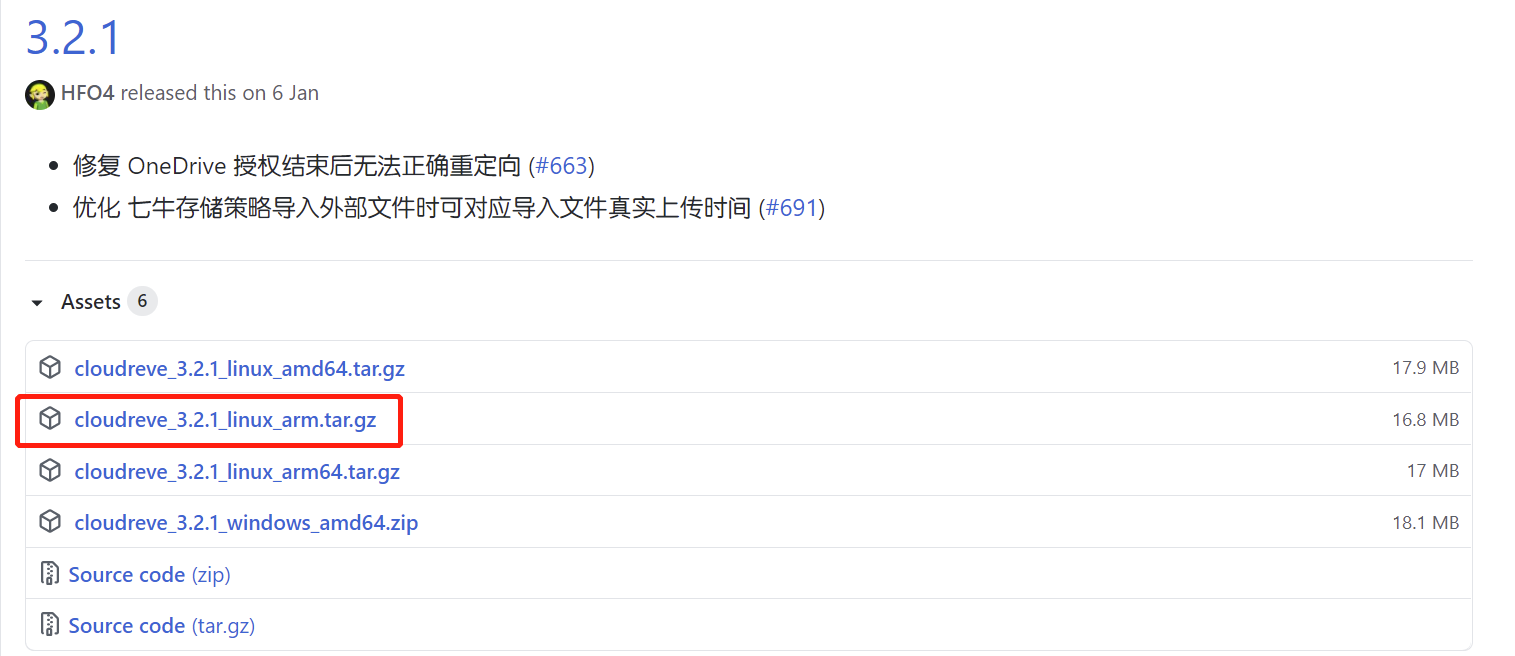 3.2.1
HFO4 released this on 6 Jan
修复 OneDrive 授权结束后无法正确重定向 (#663)
优化 七牛存储策略导入外部文件时可对应导入文件真实上传时间 (#691)
Assets 6
cloudreve_3.2.1_linux_amd64.tar.gz 17.9 MB
cloudreve_3.2.1_linux_arm.tar.gz 16.8 MB
cloudreve_3.2.1_linux_arm64.tar.gz 17 MB
cloudreve_3.2.1_windows_amd64.zip 18.1 MB
Source code (zip)
Source code (tar.gz)